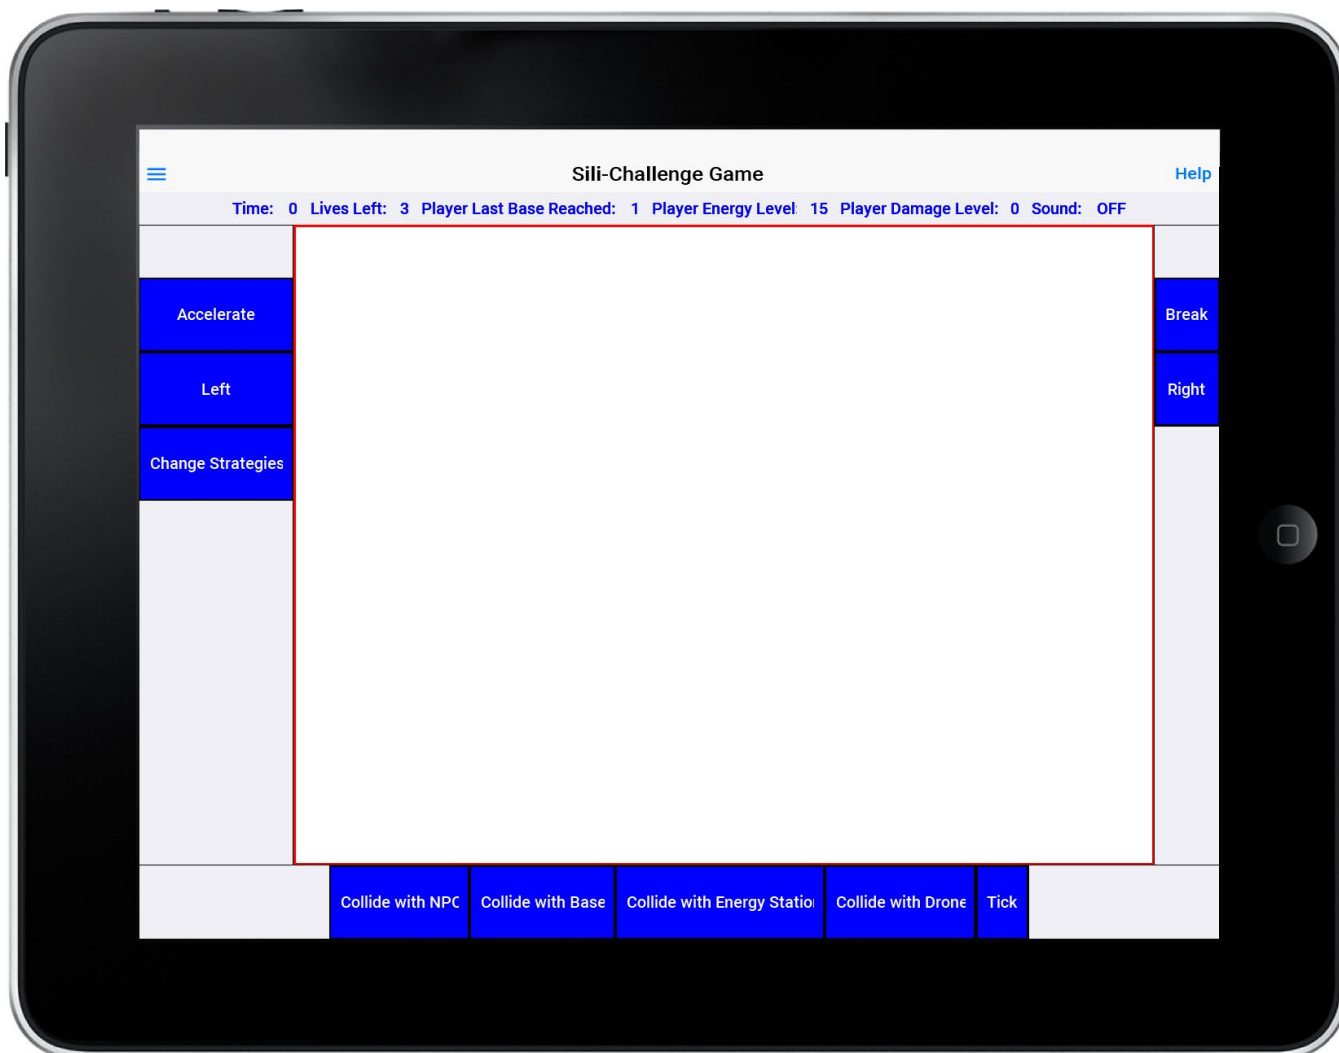 Sili-Challenge Game
Help
Time: 0 Lives Left: 3 Player Last Base Reached: 1 Player Energy Level: 15 Player Damage Level: 0 Sound: OFF
Accelerate
Break
Left
Right
Change Strategies
Collide with NPC Collide with Base Collide with Energy Station Collide with Drone Tick